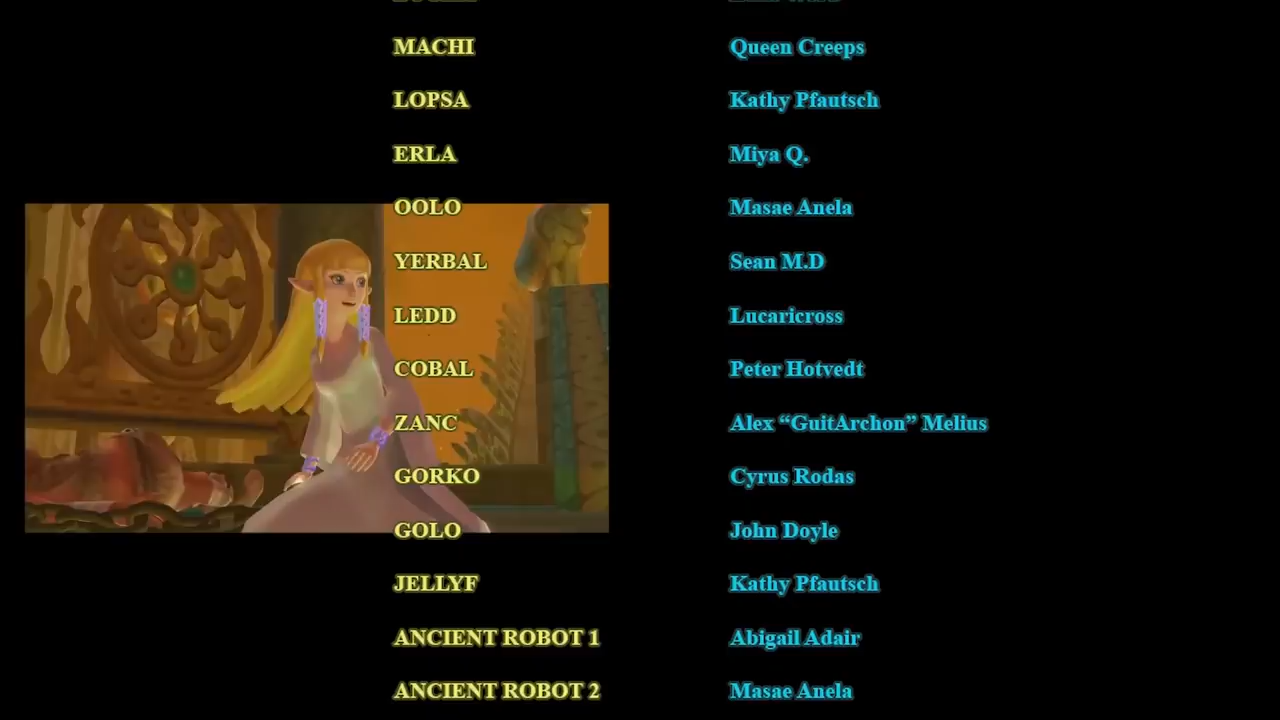 MACHI Queen Creeps
LOPSA Kathy Pfautsch
ERLA Miya Q.
OOLO Masae Anela
YERBAL Sean M.D
LEDD Lucaricross
COBAL Peter Hotvedt
ZANC Alex “GuitArchon” Melius
GORKO Cyrus Rodas
GOLO John Doyle
JELLYF Kathy Pfautsch
ANCIENT ROBOT 1 Abigail Adair
ANCIENT ROBOT 2 Masae Anela